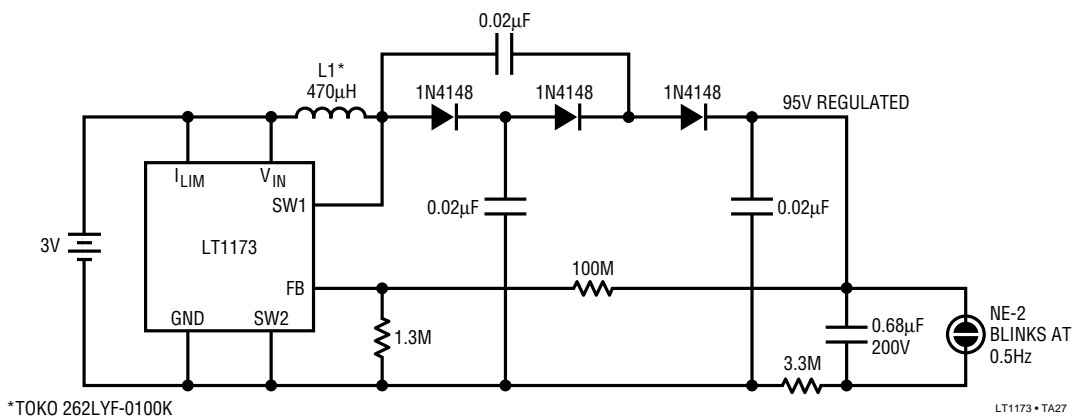 0.02µF
L1*
470µH
1N4148
1N4148
1N4148
95V REGULATED
ILIM
VIN
SW1
0.02µF
0.02µF
3V
LT1173
100M
FB
GND
SW2
1.3M
0.68µF
200V
NE-2
BLINKS AT
0.5Hz
3.3M
*TOKO 262LYF-0100K
LT1173 • TA27